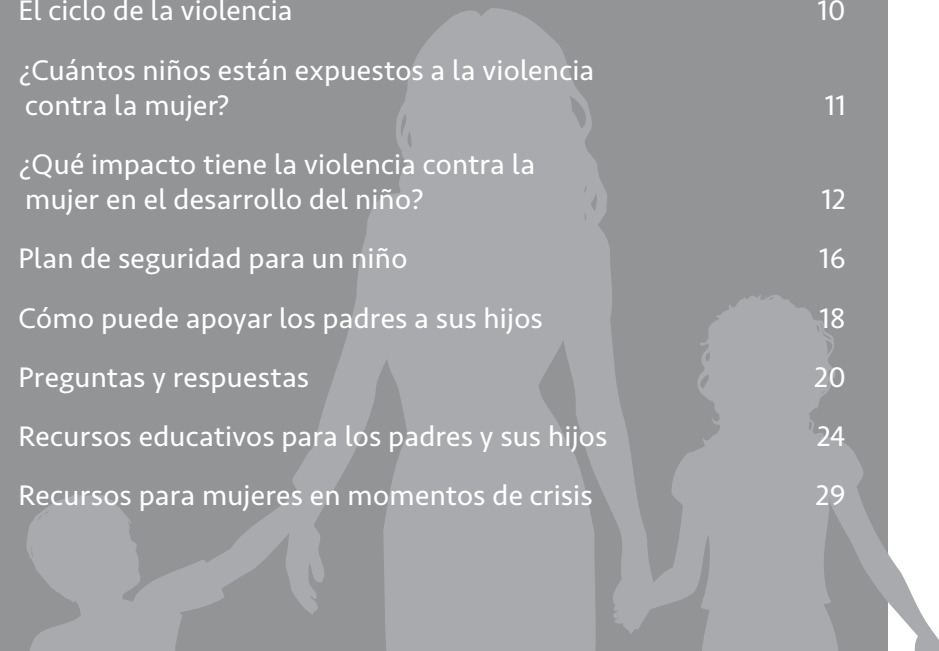 El ciclo de la violencia 10
¿Cuántos niños están expuestos a la violencia
contra la mujer? 11
¿Qué impacto tiene la violencia contra la
mujer en el desarrollo del niño? 12
Plan de seguridad para un niño 16
Cómo puede apoyar los padres a sus hijos 18
Preguntas y respuestas 20
Recursos educativos para los padres y sus hijos 24
Recursos para mujeres en momentos de crisis 29